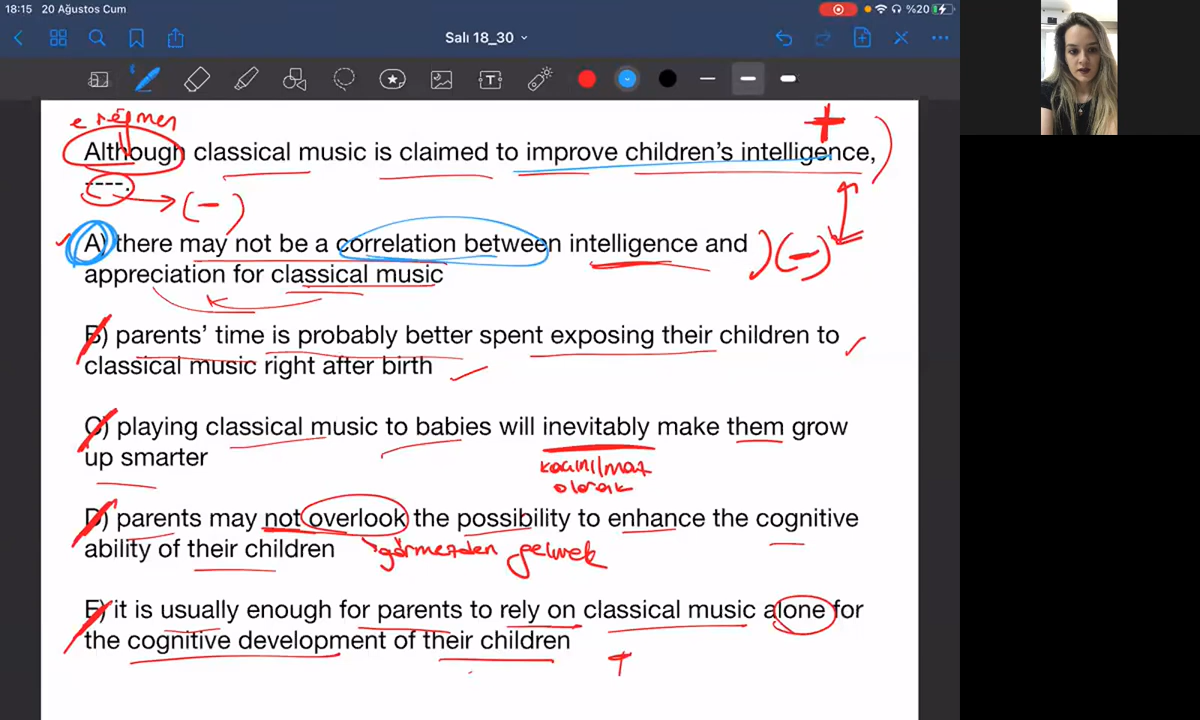 18:15 20 Ağustos Cum
%20
Salı 18_30
T
e rağmen
Although classical music is claimed to improve children's intelligence,
----.
(-)
+
A) there may not be a correlation between intelligence and
appreciation for classical music
)(-)
B) parents' time is probably better spent exposing their children to
classical music right after birth
C) playing classical music to babies will inevitably make them grow
up smarter
kaçınılmaz
olarak
D) parents may not overlook the possibility to enhance the cognitive
ability of their children
görmezden gelmek
E) it is usually enough for parents to rely on classical music alone for
the cognitive development of their children
+